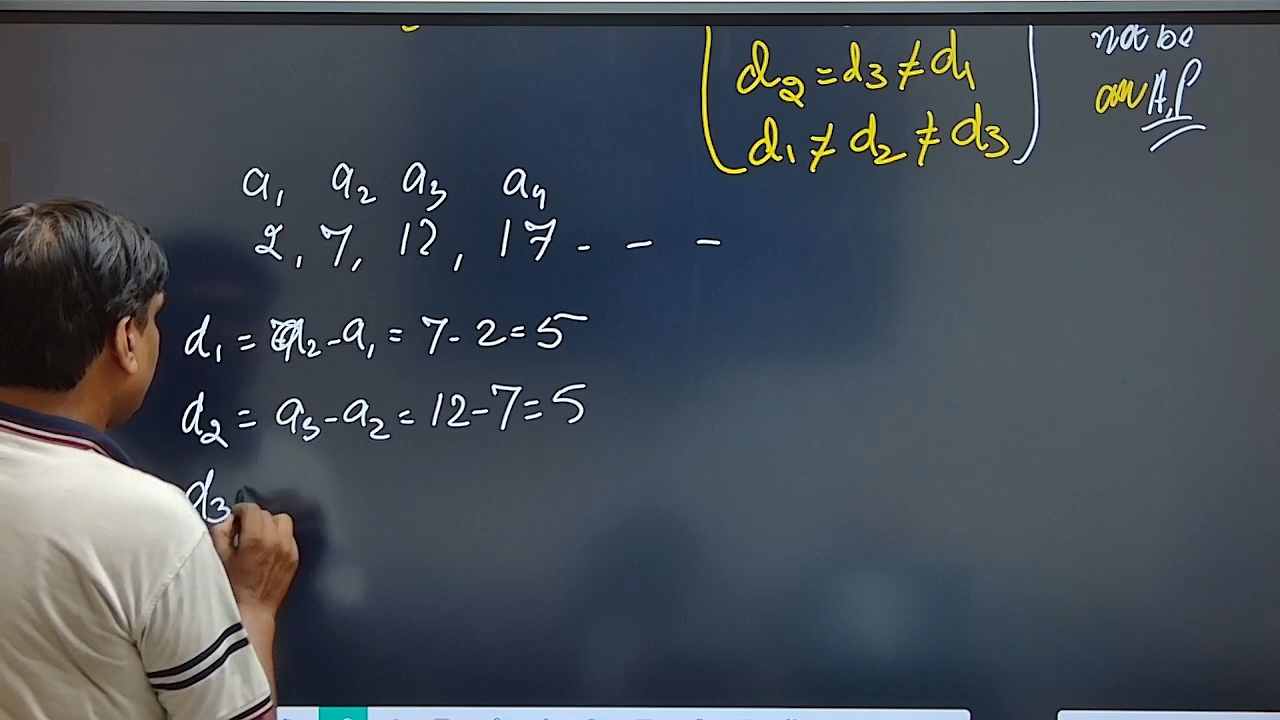 d₂ = d₃ ≠ d₁
d₁ ≠ d₂ ≠ d₃
not be
an A.P
a₁ a₂ a₃ a₄
2, 7, 12, 17 - - -
d₁ = a₂ - a₁ = 7 - 2 = 5
d₂ = a₃ - a₂ = 12 - 7 = 5
d₃